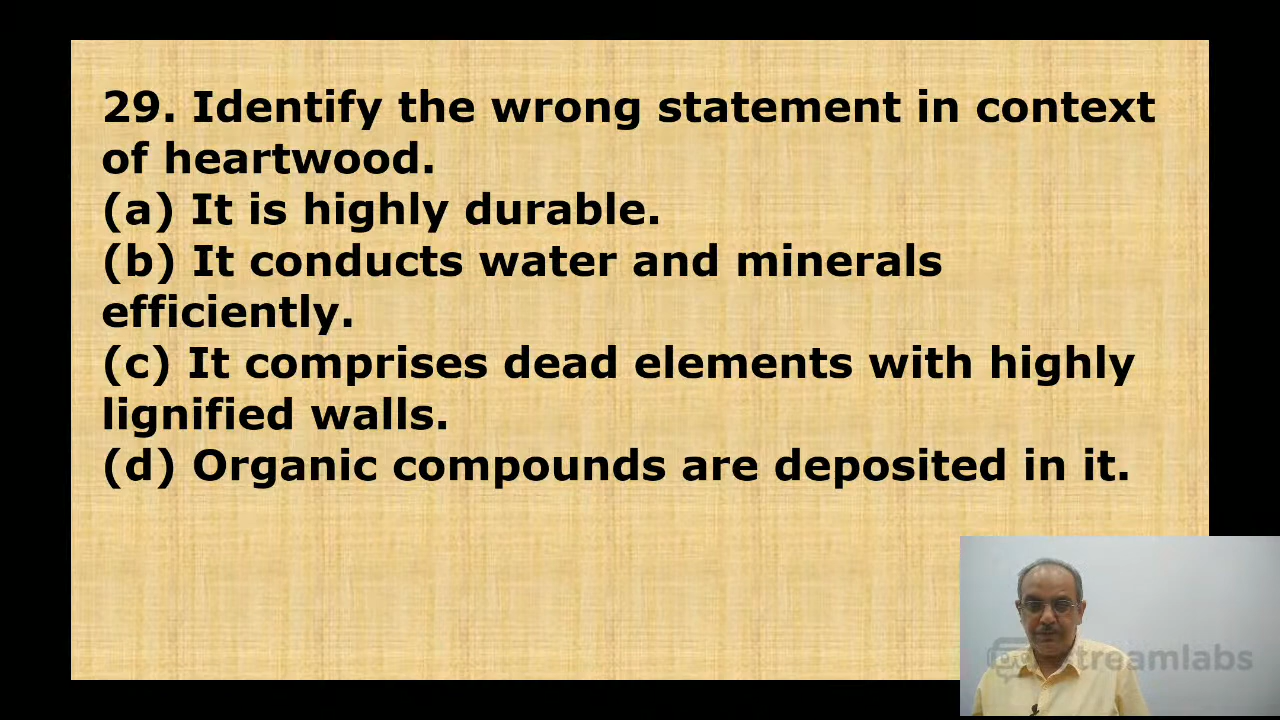 29. Identify the wrong statement in context
of heartwood.
(a) It is highly durable.
(b) It conducts water and minerals
efficiently.
(c) It comprises dead elements with highly
lignified walls.
(d) Organic compounds are deposited in it.
streamlabs